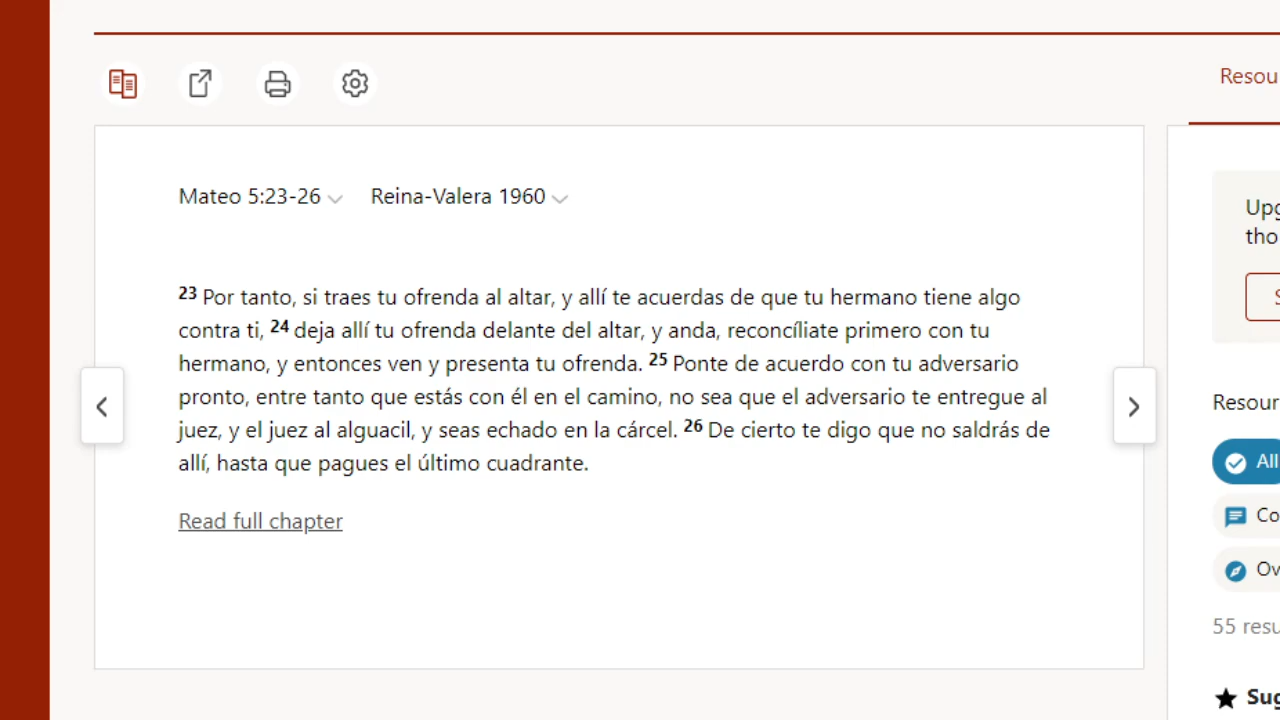 Resou
Mateo 5:23-26 Reina-Valera 1960
23 Por tanto, si traes tu ofrenda al altar, y allí te acuerdas de que tu hermano tiene algo
contra ti, 24 deja allí tu ofrenda delante del altar, y anda, reconcíliate primero con tu
hermano, y entonces ven y presenta tu ofrenda. 25 Ponte de acuerdo con tu adversario
pronto, entre tanto que estás con él en el camino, no sea que el adversario te entregue al
juez, y el juez al alguacil, y seas echado en la cárcel. 26 De cierto te digo que no saldrás de
allí, hasta que pagues el último cuadrante.
Read full chapter
Upg
tho
S
Resour
All
Co
Ov
55 resu
Sug